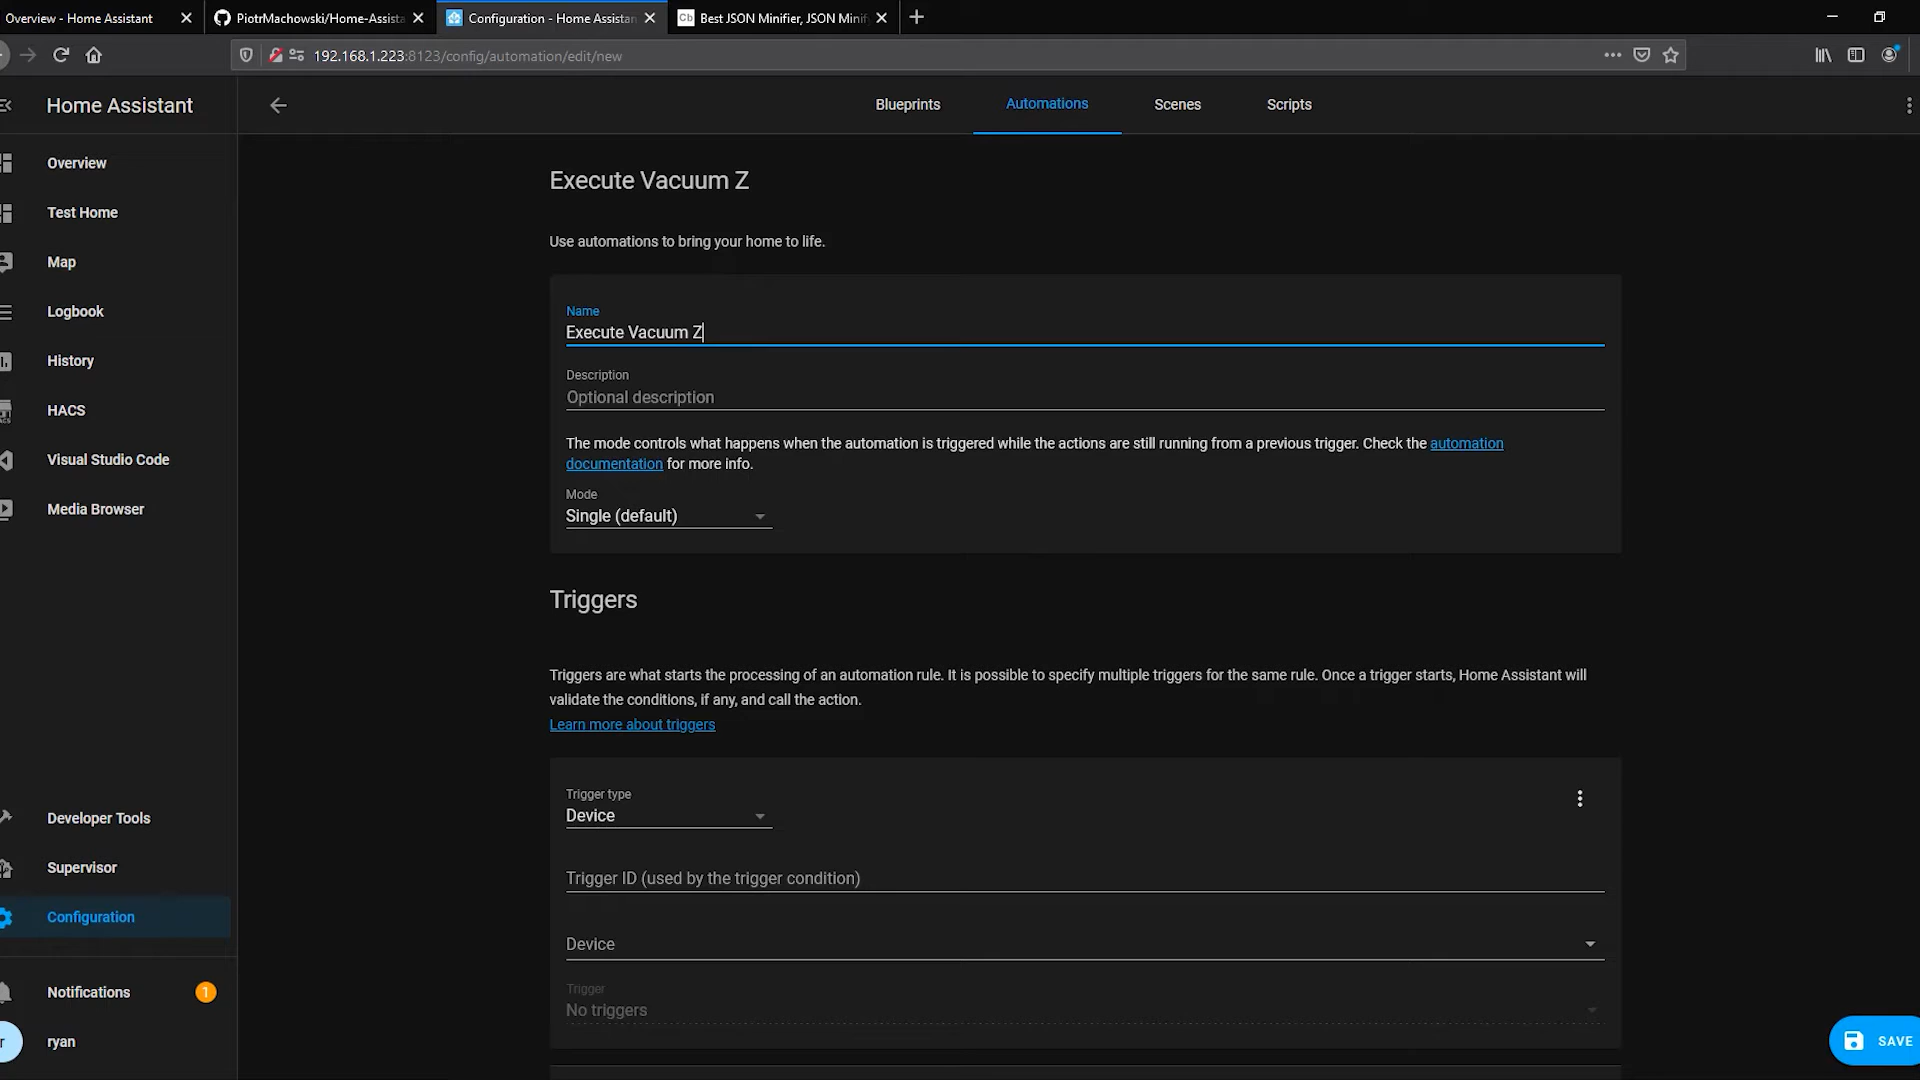 Overview - Home Assistant
PiotrMachowski/Home-Assista
Configuration - Home Assistan
Cb
Best JSON Minifier, JSON Minif
192.168.1.223:8123/config/automation/edit/new
Home Assistant
Blueprints
Automations
Scenes
Scripts
Overview
Test Home
Map
Logbook
History
HACS
Visual Studio Code
Media Browser
Developer Tools
Supervisor
Configuration
Notifications
1
r
ryan
Execute Vacuum Z
Use automations to bring your home to life.
Name
Execute Vacuum Z
Description
Optional description
The mode controls what happens when the automation is triggered while the actions are still running from a previous trigger. Check the automation
documentation for more info.
Mode
Single (default)
Triggers
Triggers are what starts the processing of an automation rule. It is possible to specify multiple triggers for the same rule. Once a trigger starts, Home Assistant will
validate the conditions, if any, and call the action.
Learn more about triggers
Trigger type
Device
Trigger ID (used by the trigger condition)
Device
Trigger
No triggers
SAVE